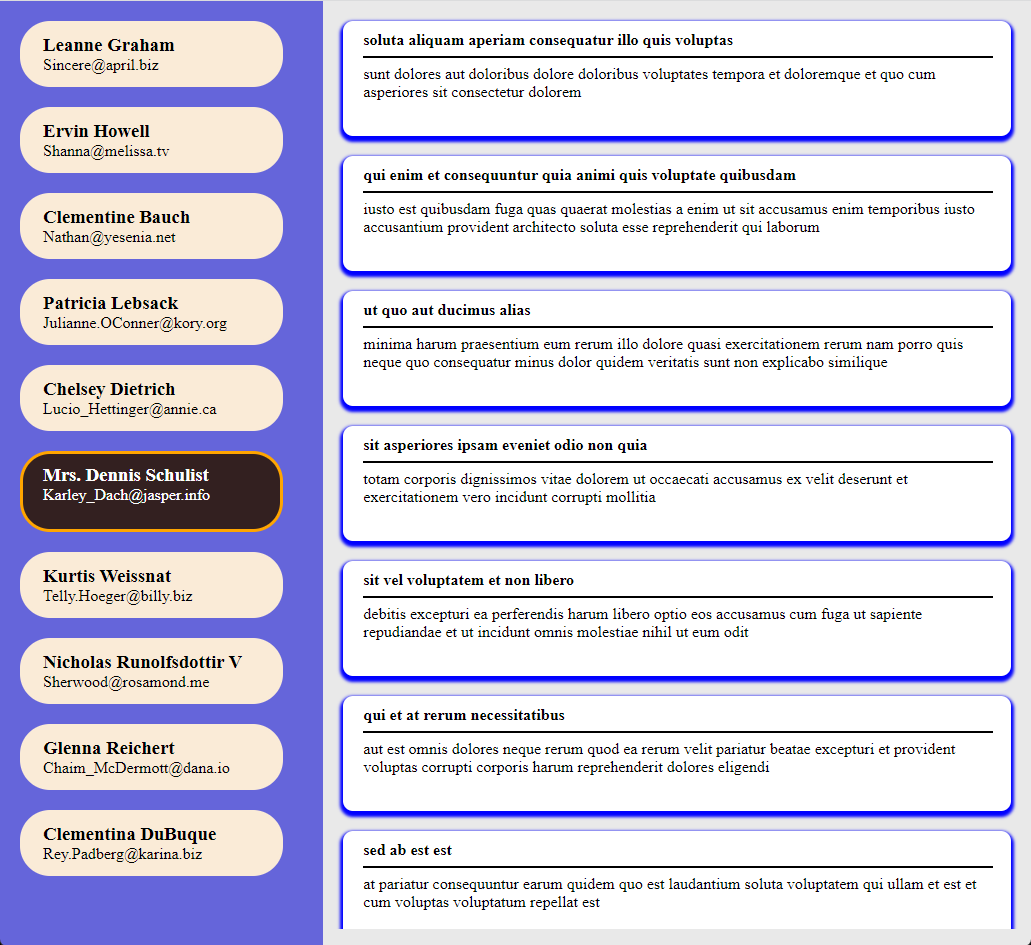 Leanne Graham
Sincere@april.biz
Ervin Howell
Shanna@melissa.tv
Clementine Bauch
Nathan@yesenia.net
Patricia Lebsack
Julianne.OConner@kory.org
Chelsey Dietrich
Lucio_Hettinger@annie.ca
Mrs. Dennis Schulist
Karley_Dach@jasper.info
Kurtis Weissnat
Telly.Hoeger@billy.biz
Nicholas Runolfsdottir V
Sherwood@rosamond.me
Glenna Reichert
Chaim_McDermott@dana.io
Clementina DuBuque
Rey.Padberg@karina.biz
soluta aliquam aperiam consequatur illo quis voluptas
sunt dolores aut doloribus dolore doloribus voluptates tempora et doloremque et quo cum
asperiores sit consectetur dolorem
qui enim et consequuntur quia animi quis voluptate quibusdam
iusto est quibusdam fuga quas quaerat molestias a enim ut sit accusamus enim temporibus iusto
accusantium provident architecto soluta esse reprehenderit qui laborum
ut quo aut ducimus alias
minima harum praesentium eum rerum illo dolore quasi exercitationem rerum nam porro quis
neque quo consequatur minus dolor quidem veritatis sunt non explicabo similique
sit asperiores ipsam eveniet odio non quia
totam corporis dignissimos vitae dolorem ut occaecati accusamus ex velit deserunt et
exercitationem vero incidunt corrupti mollitia
sit vel voluptatem et non libero
debitis excepturi ea perferendis harum libero optio eos accusamus cum fuga ut sapiente
repudiandae et ut incidunt omnis molestiae nihil ut eum odit
qui et at rerum necessitatibus
aut est omnis dolores neque rerum quod ea rerum velit pariatur beatae excepturi et provident
voluptas corrupti corporis harum reprehenderit dolores eligendi
sed ab est est
at pariatur consequuntur earum quidem quo est laudantium soluta voluptatem qui ullam et est et
cum voluptas voluptatum repellat est